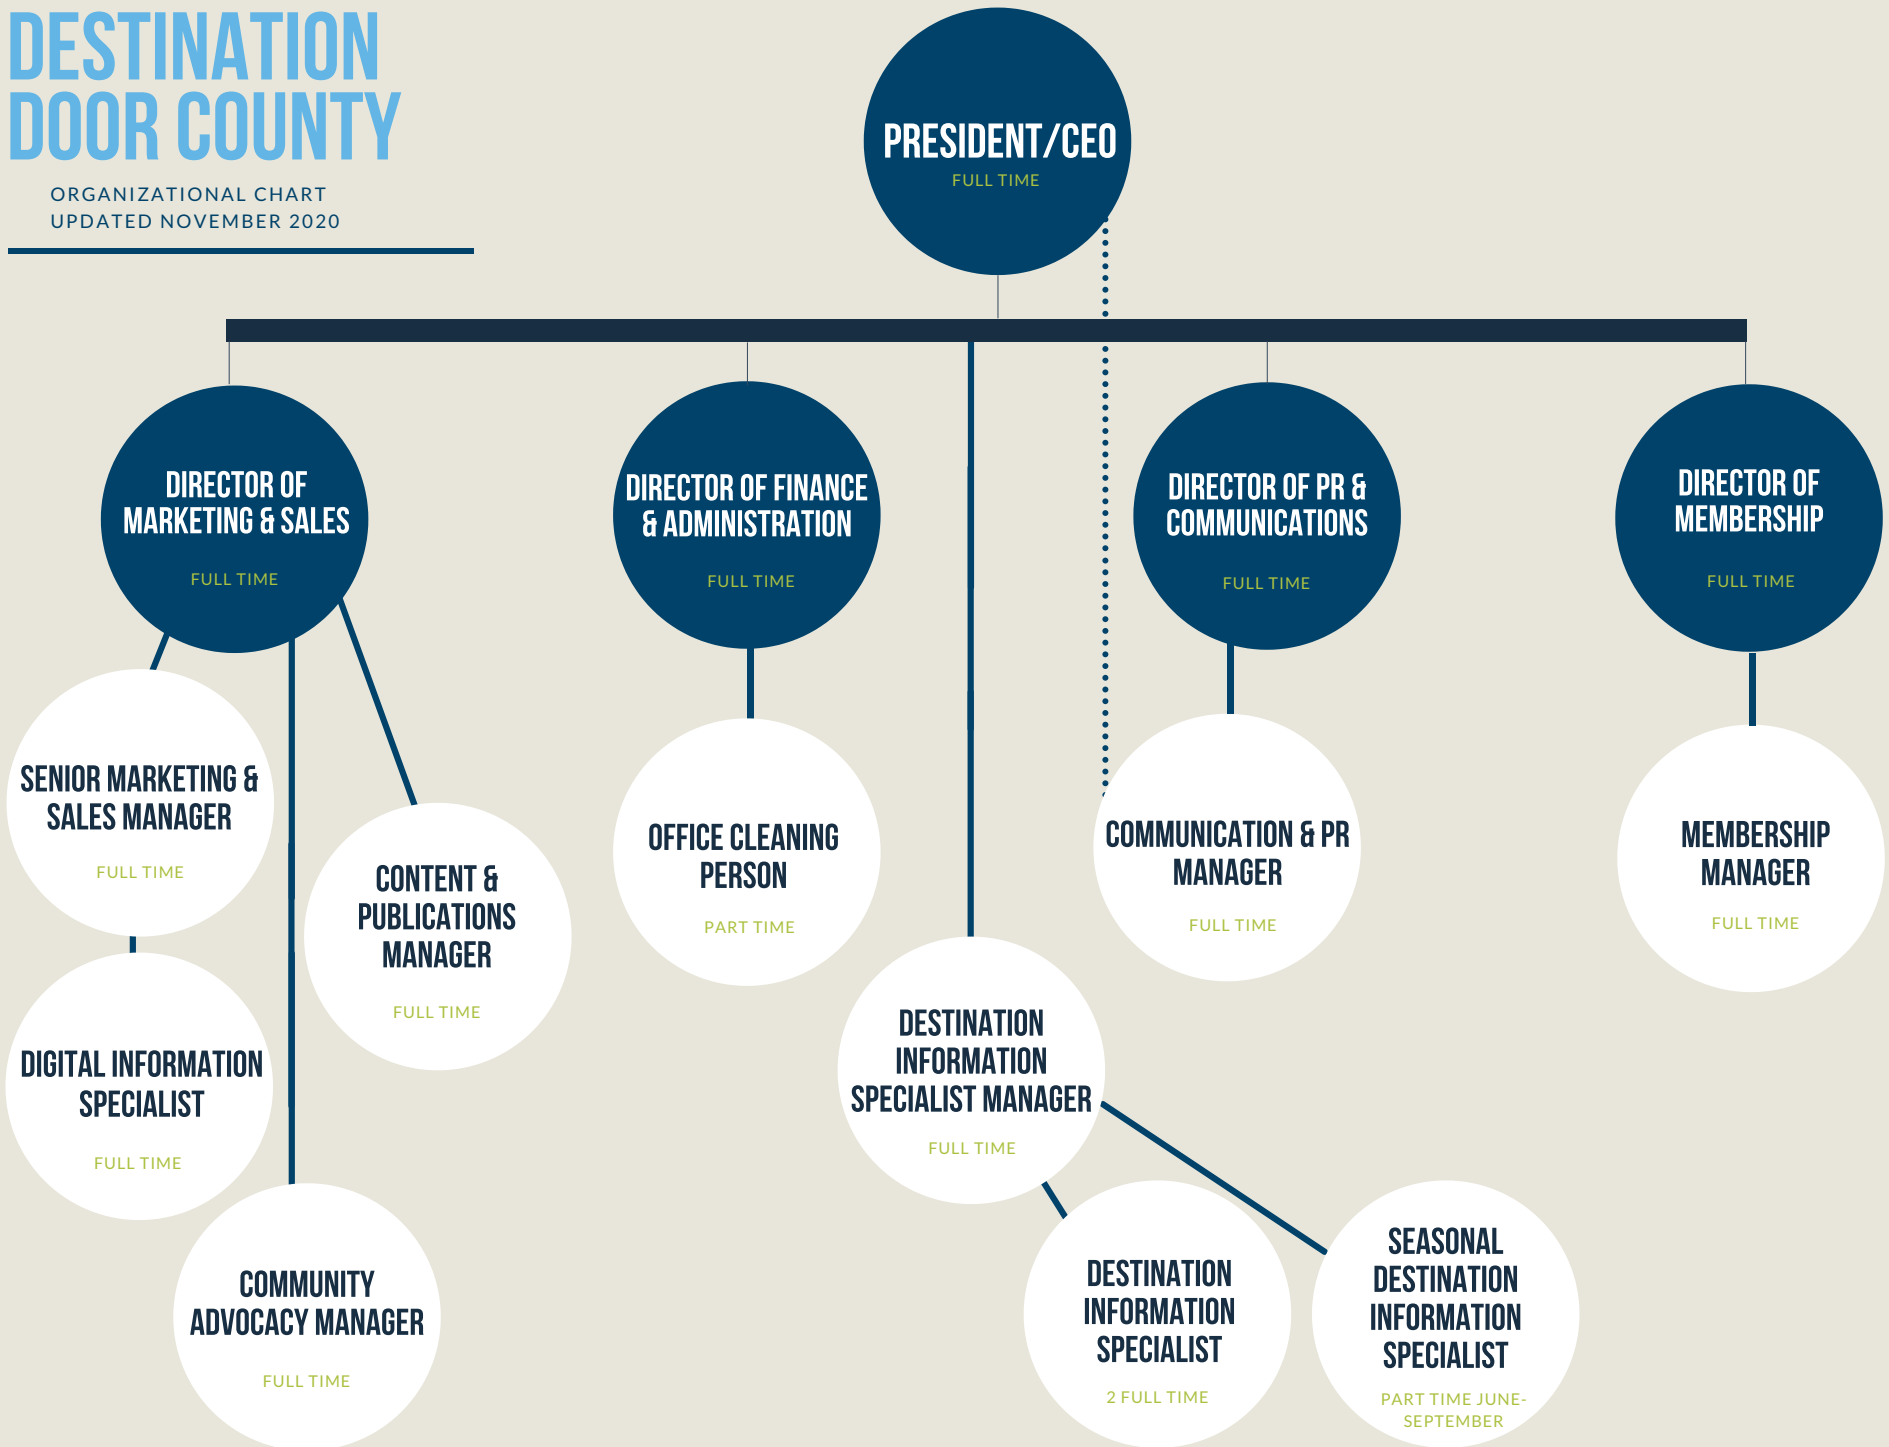 DESTINATION
DOOR COUNTY
ORGANIZATIONAL CHART
UPDATED NOVEMBER 2020
PRESIDENT/CEO
FULL TIME
DIRECTOR OF
MARKETING & SALES
FULL TIME
DIRECTOR OF FINANCE
& ADMINISTRATION
FULL TIME
DIRECTOR OF PR &
COMMUNICATIONS
FULL TIME
DIRECTOR OF
MEMBERSHIP
FULL TIME
SENIOR MARKETING &
SALES MANAGER
FULL TIME
CONTENT &
PUBLICATIONS
MANAGER
FULL TIME
OFFICE CLEANING
PERSON
PART TIME
COMMUNICATION & PR
MANAGER
FULL TIME
MEMBERSHIP
MANAGER
FULL TIME
DIGITAL INFORMATION
SPECIALIST
FULL TIME
DESTINATION
INFORMATION
SPECIALIST MANAGER
FULL TIME
COMMUNITY
ADVOCACY MANAGER
FULL TIME
DESTINATION
INFORMATION
SPECIALIST
2 FULL TIME
SEASONAL
DESTINATION
INFORMATION
SPECIALIST
PART TIME JUNE-
SEPTEMBER